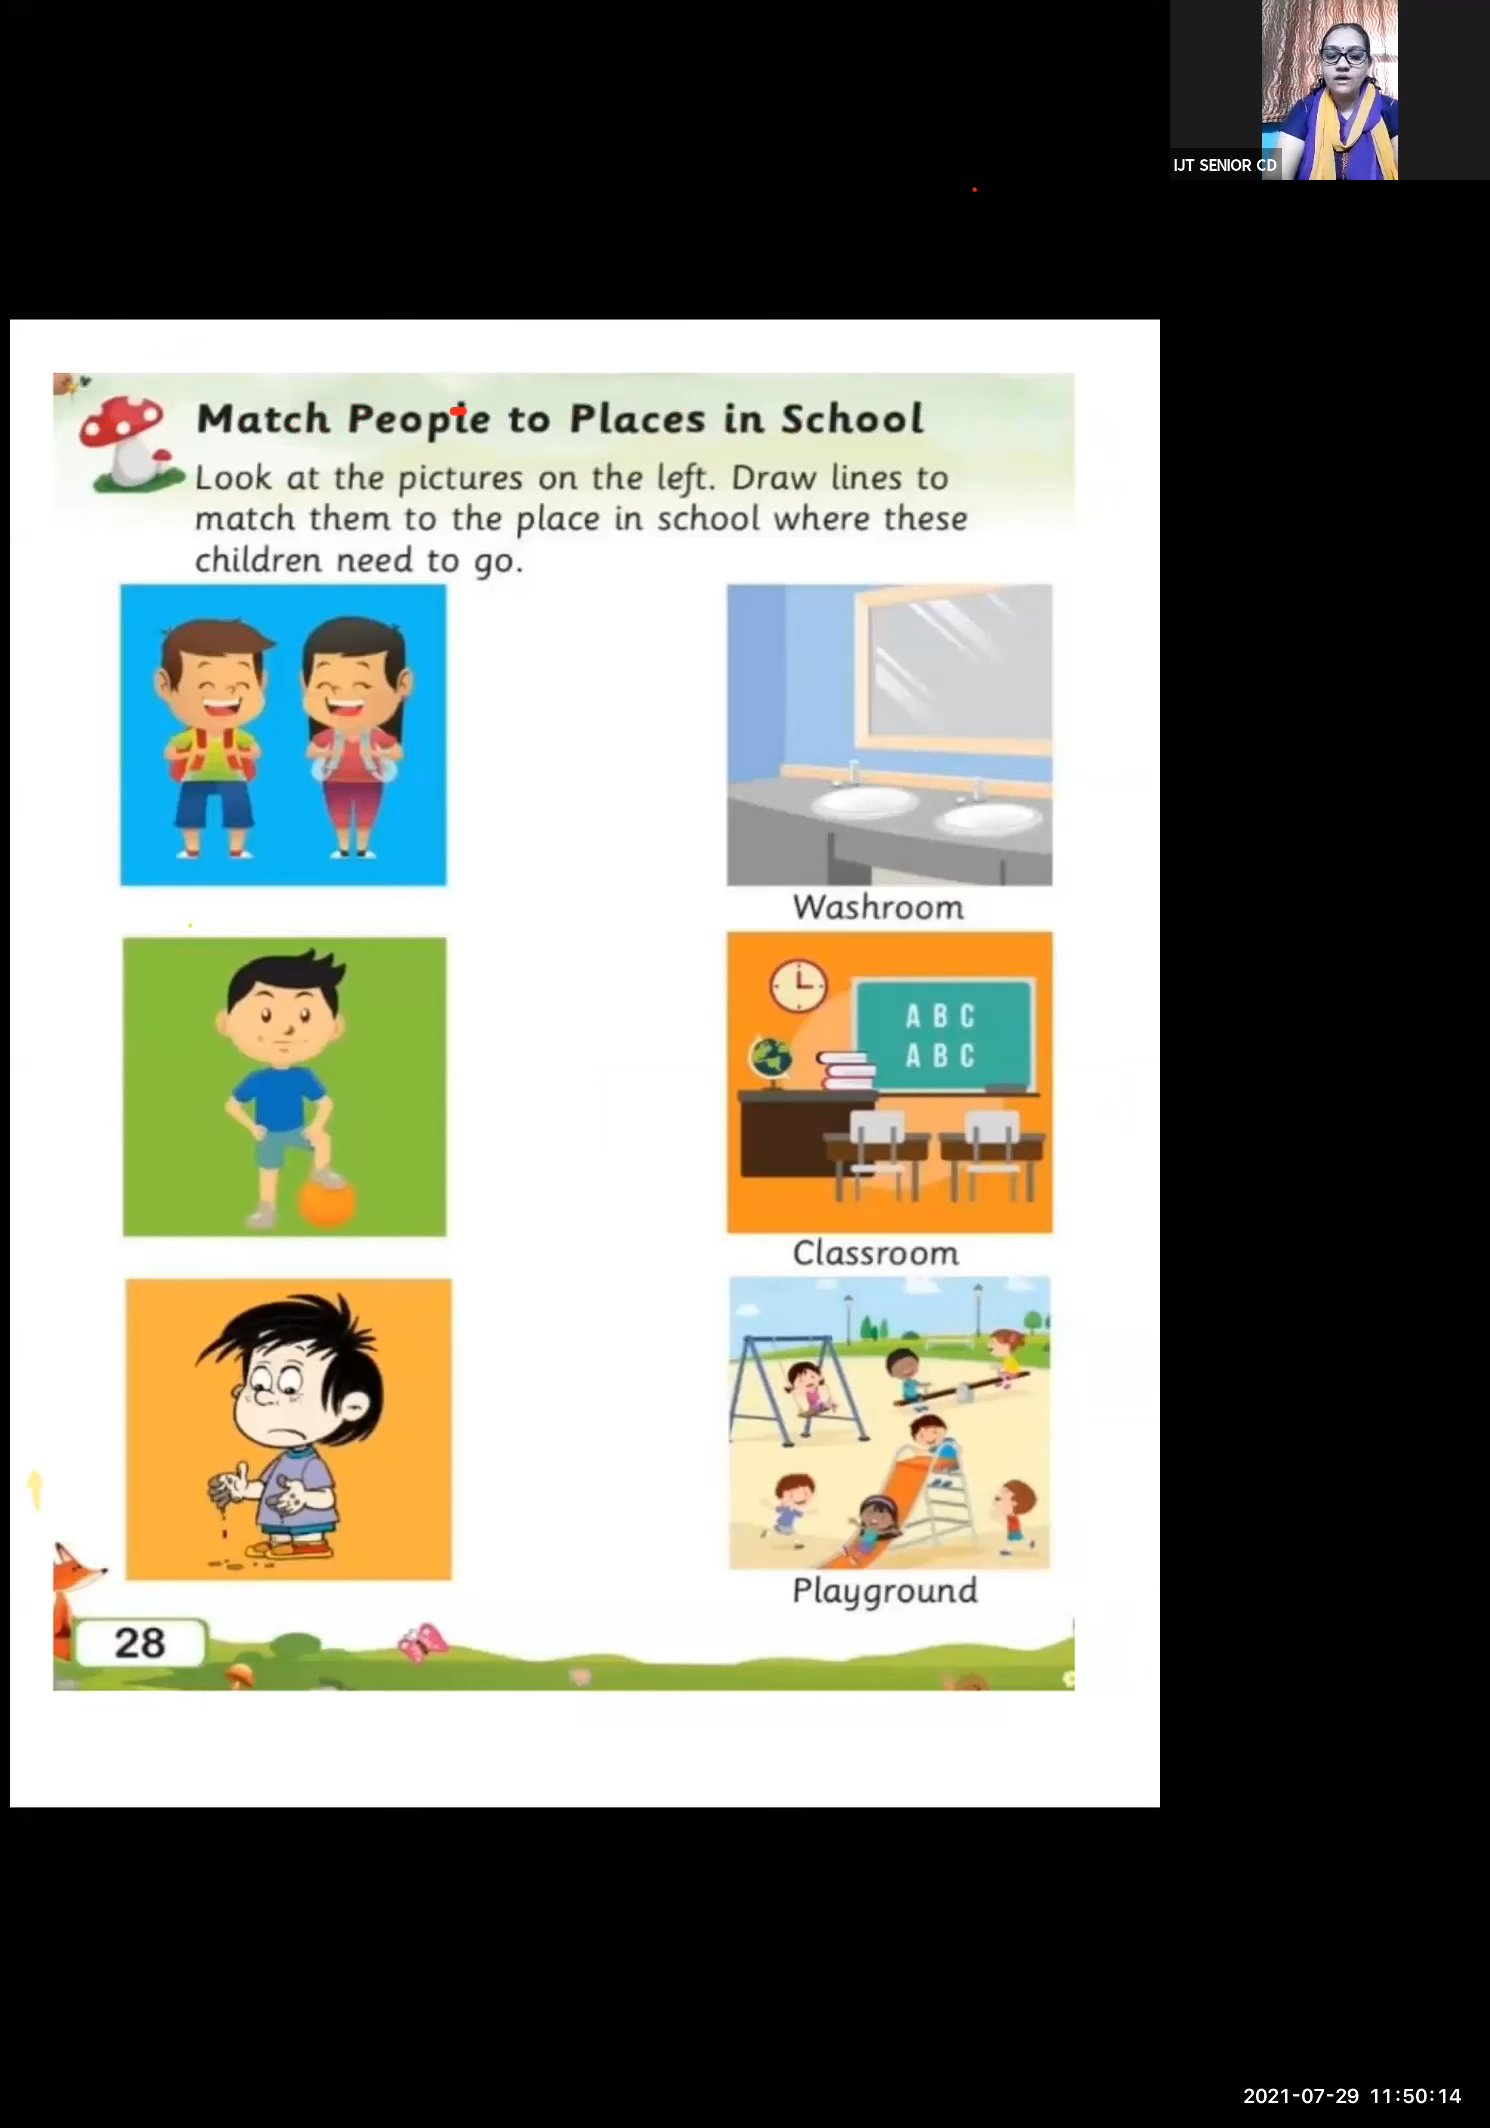 IJT SENIOR CD
Match People to Places in School
Look at the pictures on the left. Draw lines to
match them to the place in school where these
children need to go.
Washroom
A B C
A B C
Classroom
Playground
28
2021-07-29 11:50:14